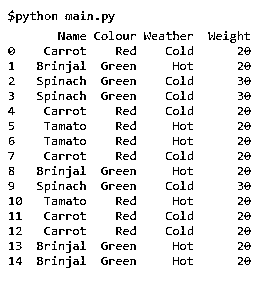 $python main.py
Name Colour Weather Weight
0 Carrot Red Cold 20
1 Brinjal Green Hot 20
2 Spinach Green Cold 30
3 Spinach Green Cold 30
4 Carrot Red Cold 20
5 Tamato Red Hot 20
6 Tamato Red Hot 20
7 Carrot Red Cold 20
8 Brinjal Green Hot 20
9 Spinach Green Cold 30
10 Tamato Red Hot 20
11 Carrot Red Cold 20
12 Carrot Red Cold 20
13 Brinjal Green Hot 20
14 Brinjal Green Hot 20